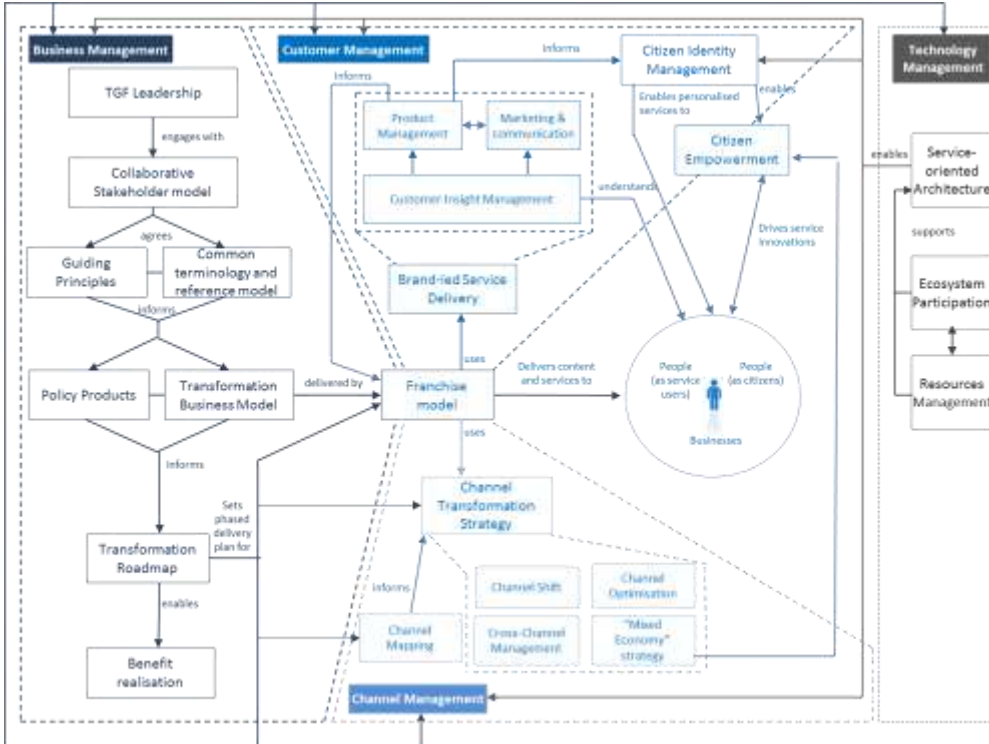 Business Management
TGF Leadership
engages with
Collaborative
Stakeholder model
agrees
Guiding
Principles
Common
terminology and
reference model
informs
Policy Products
Transformation
Business Model
delivered by
Informs
Transformation
Roadmap
Sets
phased
delivery
plan for
enables
Benefit
realisation
Customer Management
Informs
Informs
Citizen Identity
Management
Product
Management
Marketing &
communication
Customer Insight Management
Enables personalised
services to
enables
Citizen
Empowerment
understands
Drives service
Innovations
Brand-led Service
Delivery
uses
Franchise
model
Delivers content
and services to
People
(as service
users)
People
(as citizens)
Businesses
uses
Channel
Transformation
Strategy
informs
Channel
Mapping
Channel Shift
Channel
Optimisation
Cross-Channel
Management
"Mixed
Economy"
strategy
Channel Management
Technology
Management
enables
Service-
oriented
Architecture
supports
Ecosystem
Participation
Resources
Management